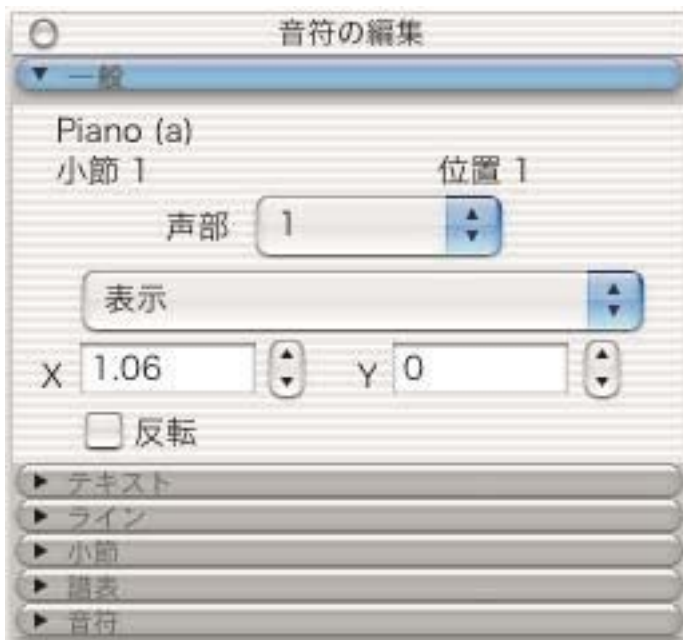 音符の編集
一般
Piano (a)
小節 1 位置 1
声部 1
表示
X 1.06 Y 0
反転
テキスト
ライン
小節
譜表
音符